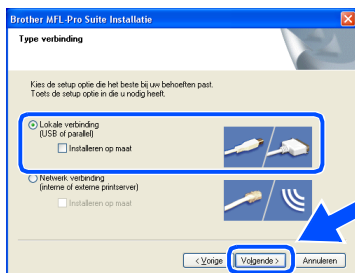 Brother MFL-Pro Suite Installatie
Type verbinding
Kies de setup optie die het beste bij uw behoeften past.
Toets de setup optie in die u nodig heeft.
Lokale verbinding
(USB of parallel)
Installeren op maat
Netwerk verbinding
(interne of externe printserver)
Installeren op maat
< Vorige
Volgende >
Annuleren